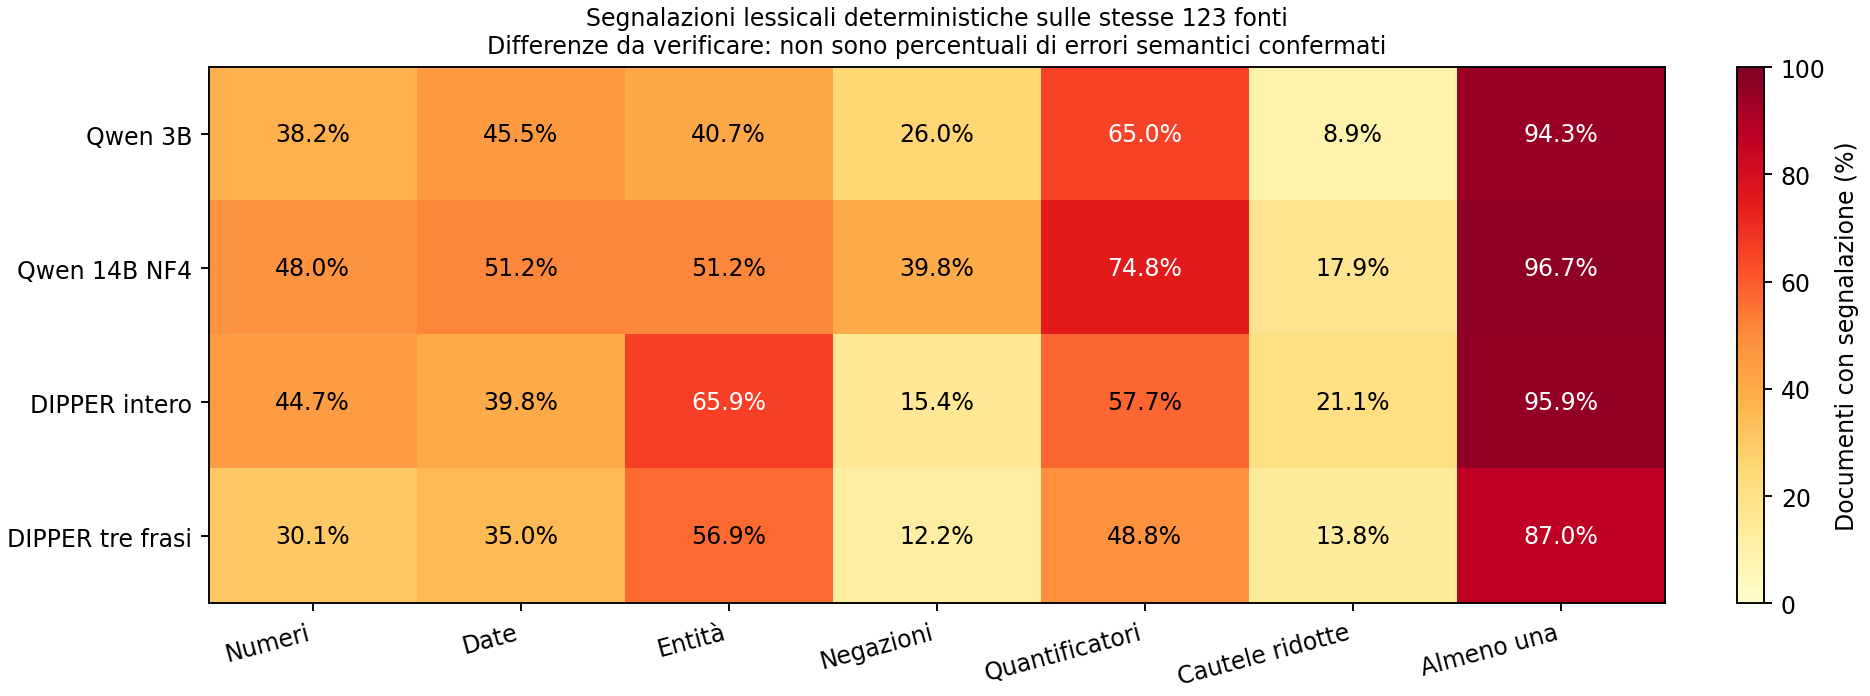 Segnalazioni lessicali deterministiche sulle stesse 123 fonti
Differenze da verificare: non sono percentuali di errori semantici confermati
Qwen 3B 38.2% 45.5% 40.7% 26.0% 65.0% 8.9% 94.3%
Qwen 14B NF4 48.0% 51.2% 51.2% 39.8% 74.8% 17.9% 96.7%
DIPPER intero 44.7% 39.8% 65.9% 15.4% 57.7% 21.1% 95.9%
DIPPER tre frasi 30.1% 35.0% 56.9% 12.2% 48.8% 13.8% 87.0%
Numeri Date Entità Negazioni Quantificatori Cautele ridotte Almeno una
100
80
60
40
20
0
Documenti con segnalazione (%)